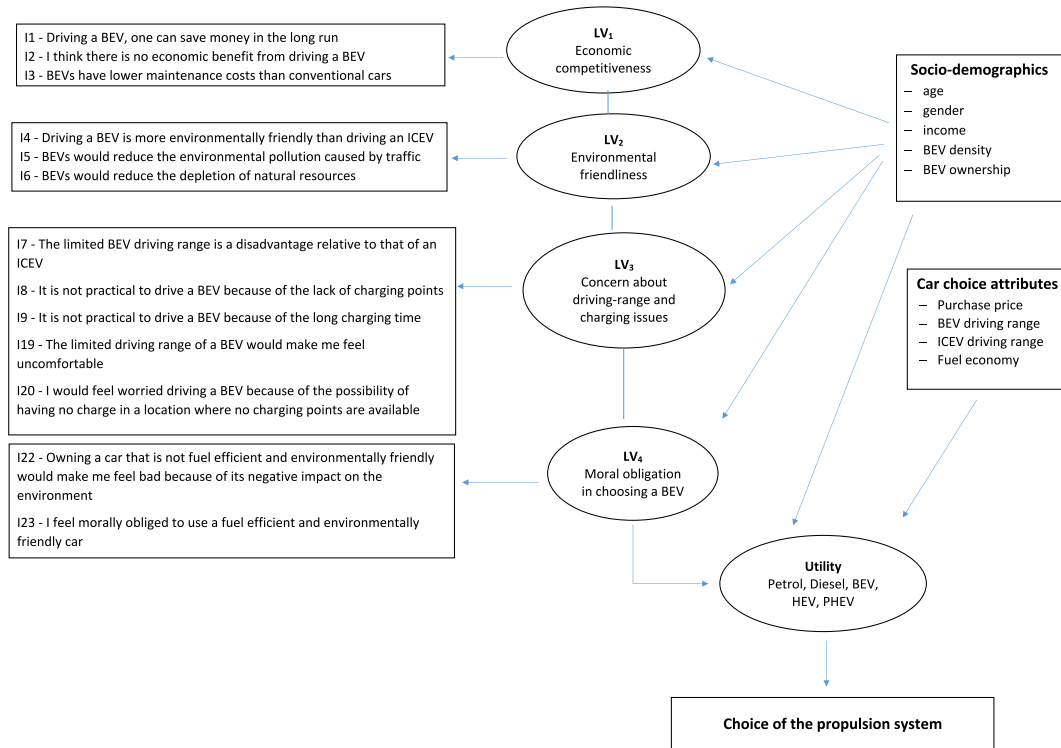 I1 - Driving a BEV, one can save money in the long run
I2 - I think there is no economic benefit from driving a BEV
I3 - BEVs have lower maintenance costs than conventional cars
LV₁
Economic
competitiveness
Socio-demographics
– age
– gender
– income
– BEV density
– BEV ownership
I4 - Driving a BEV is more environmentally friendly than driving an ICEV
I5 - BEVs would reduce the environmental pollution caused by traffic
I6 - BEVs would reduce the depletion of natural resources
LV₂
Environmental
friendliness
I7 - The limited BEV driving range is a disadvantage relative to that of an
ICEV
I8 - It is not practical to drive a BEV because of the lack of charging points
I9 - It is not practical to drive a BEV because of the long charging time
I19 - The limited driving range of a BEV would make me feel
uncomfortable
I20 - I would feel worried driving a BEV because of the possibility of
having no charge in a location where no charging points are available
LV₃
Concern about
driving-range and
charging issues
Car choice attributes
– Purchase price
– BEV driving range
– ICEV driving range
– Fuel economy
I22 - Owning a car that is not fuel efficient and environmentally friendly
would make me feel bad because of its negative impact on the
environment
I23 - I feel morally obliged to use a fuel efficient and environmentally
friendly car
LV₄
Moral obligation
in choosing a BEV
Utility
Petrol, Diesel, BEV,
HEV, PHEV
Choice of the propulsion system